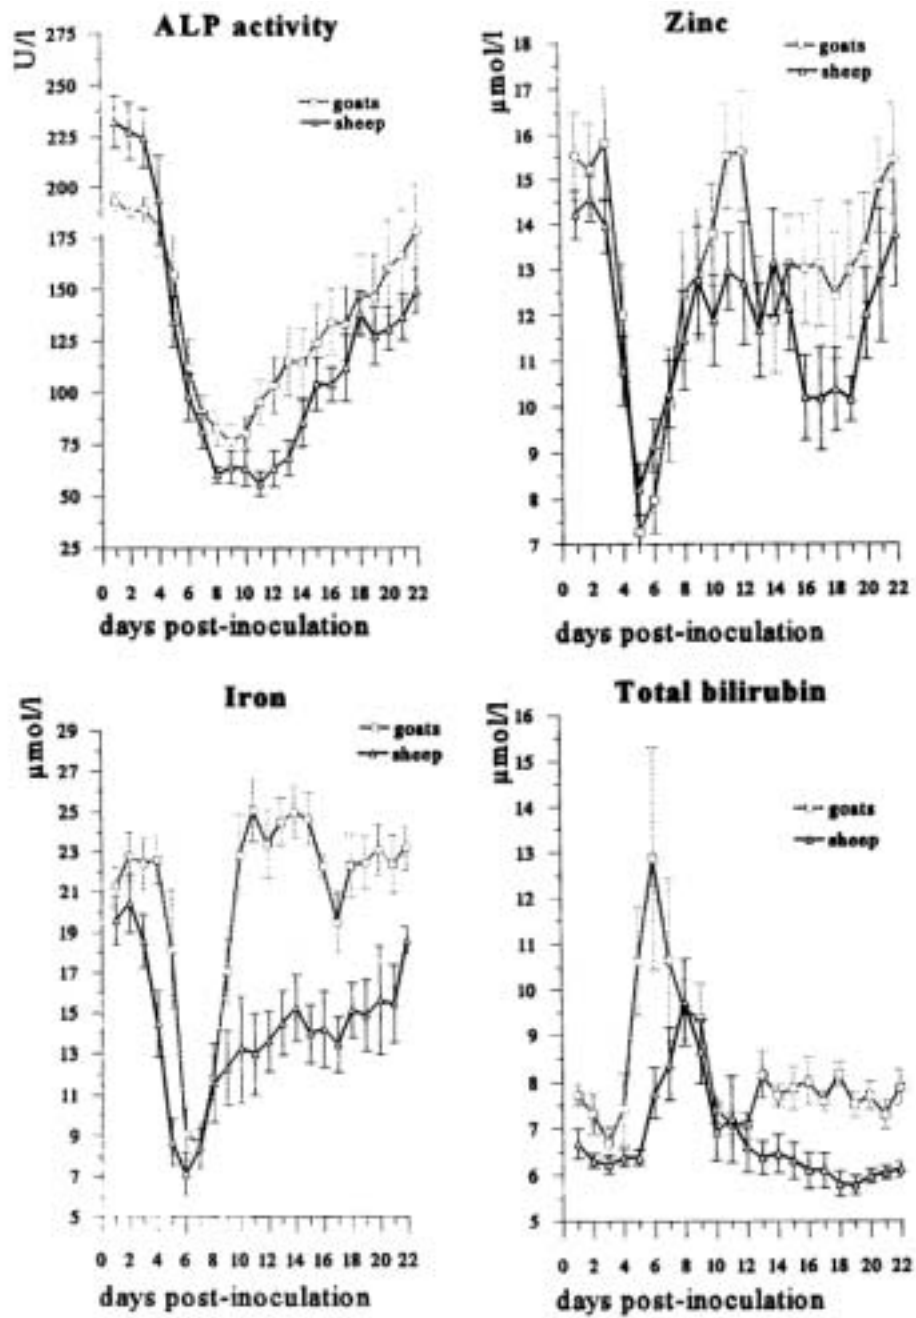 ALP activity
U/l
275
250
225
200
175
150
125
100
75
50
25
goats
sheep
0 2 4 6 8 10 12 14 16 18 20 22
days post-inoculation
Zinc
µmol/l
18
17
16
15
14
13
12
11
10
9
8
7
goats
sheep
0 2 4 6 8 10 12 14 16 18 20 22
days post-inoculation
Iron
µmol/l
29
27
25
23
21
19
17
15
13
11
9
7
5
goats
sheep
0 2 4 6 8 10 12 14 16 18 20 22
days post-inoculation
Total bilirubin
µmol/l
16
15
14
13
12
11
10
9
8
7
6
5
goats
sheep
0 2 4 6 8 10 12 14 16 18 20 22
days post-inoculation